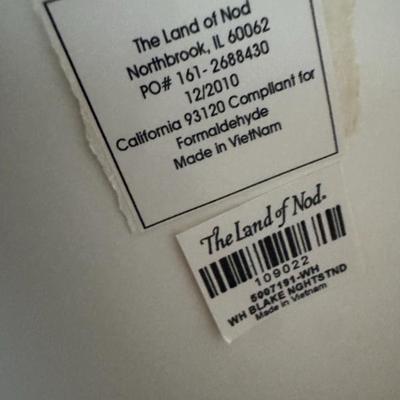 The Land of Nod
Northbrook, IL 60062
PO# 161-2688430
12/2010
California 93120 Compliant for
Formaldehyde
Made in VietNam
The Land of Nod.
109022
5007191-WH
WH BLAKE NGHTSTND
Made in Vietnam